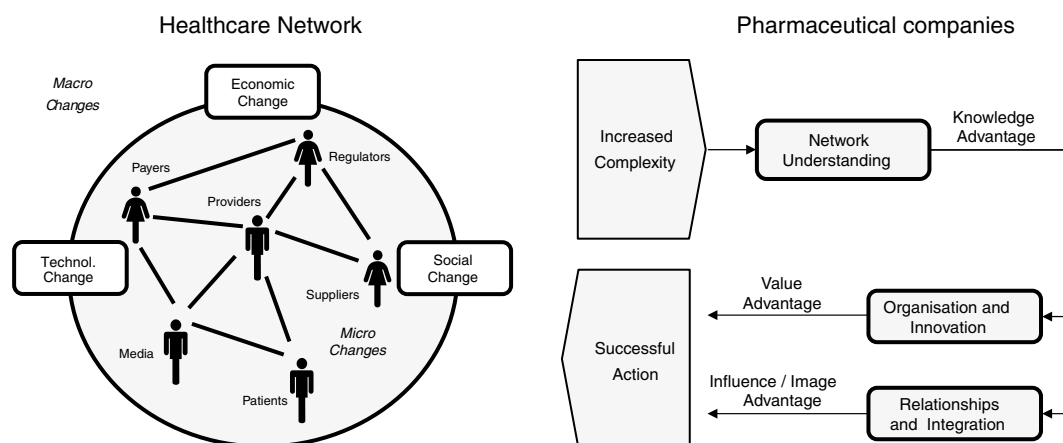 Healthcare Network
Pharmaceutical companies
Macro
Changes
Economic
Change
Regulators
Payers
Providers
Technol.
Change
Social
Change
Suppliers
Micro
Changes
Media
Patients
Increased
Complexity
Network
Understanding
Knowledge
Advantage
Successful
Action
Value
Advantage
Organisation and
Innovation
Influence / Image
Advantage
Relationships
and Integration